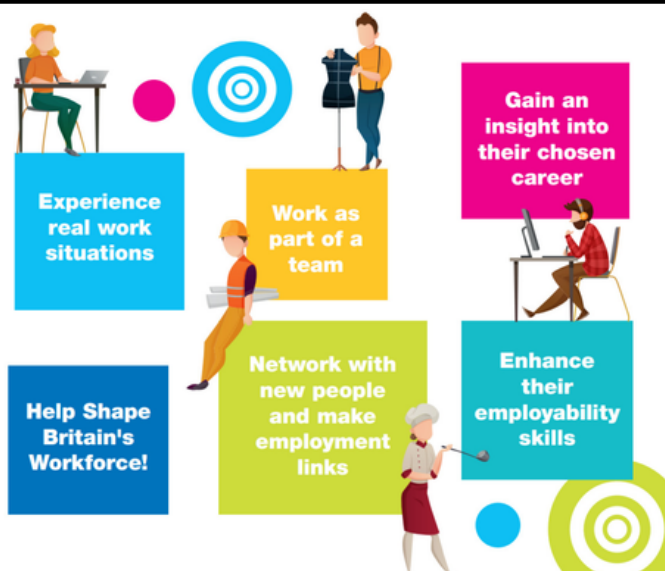 Experience
real work
situations
Work as
part of a
team
Gain an
insight into
their chosen
career
Help Shape
Britain's
Workforce!
Network with
new people
and make
employment
links
Enhance
their
employability
skills